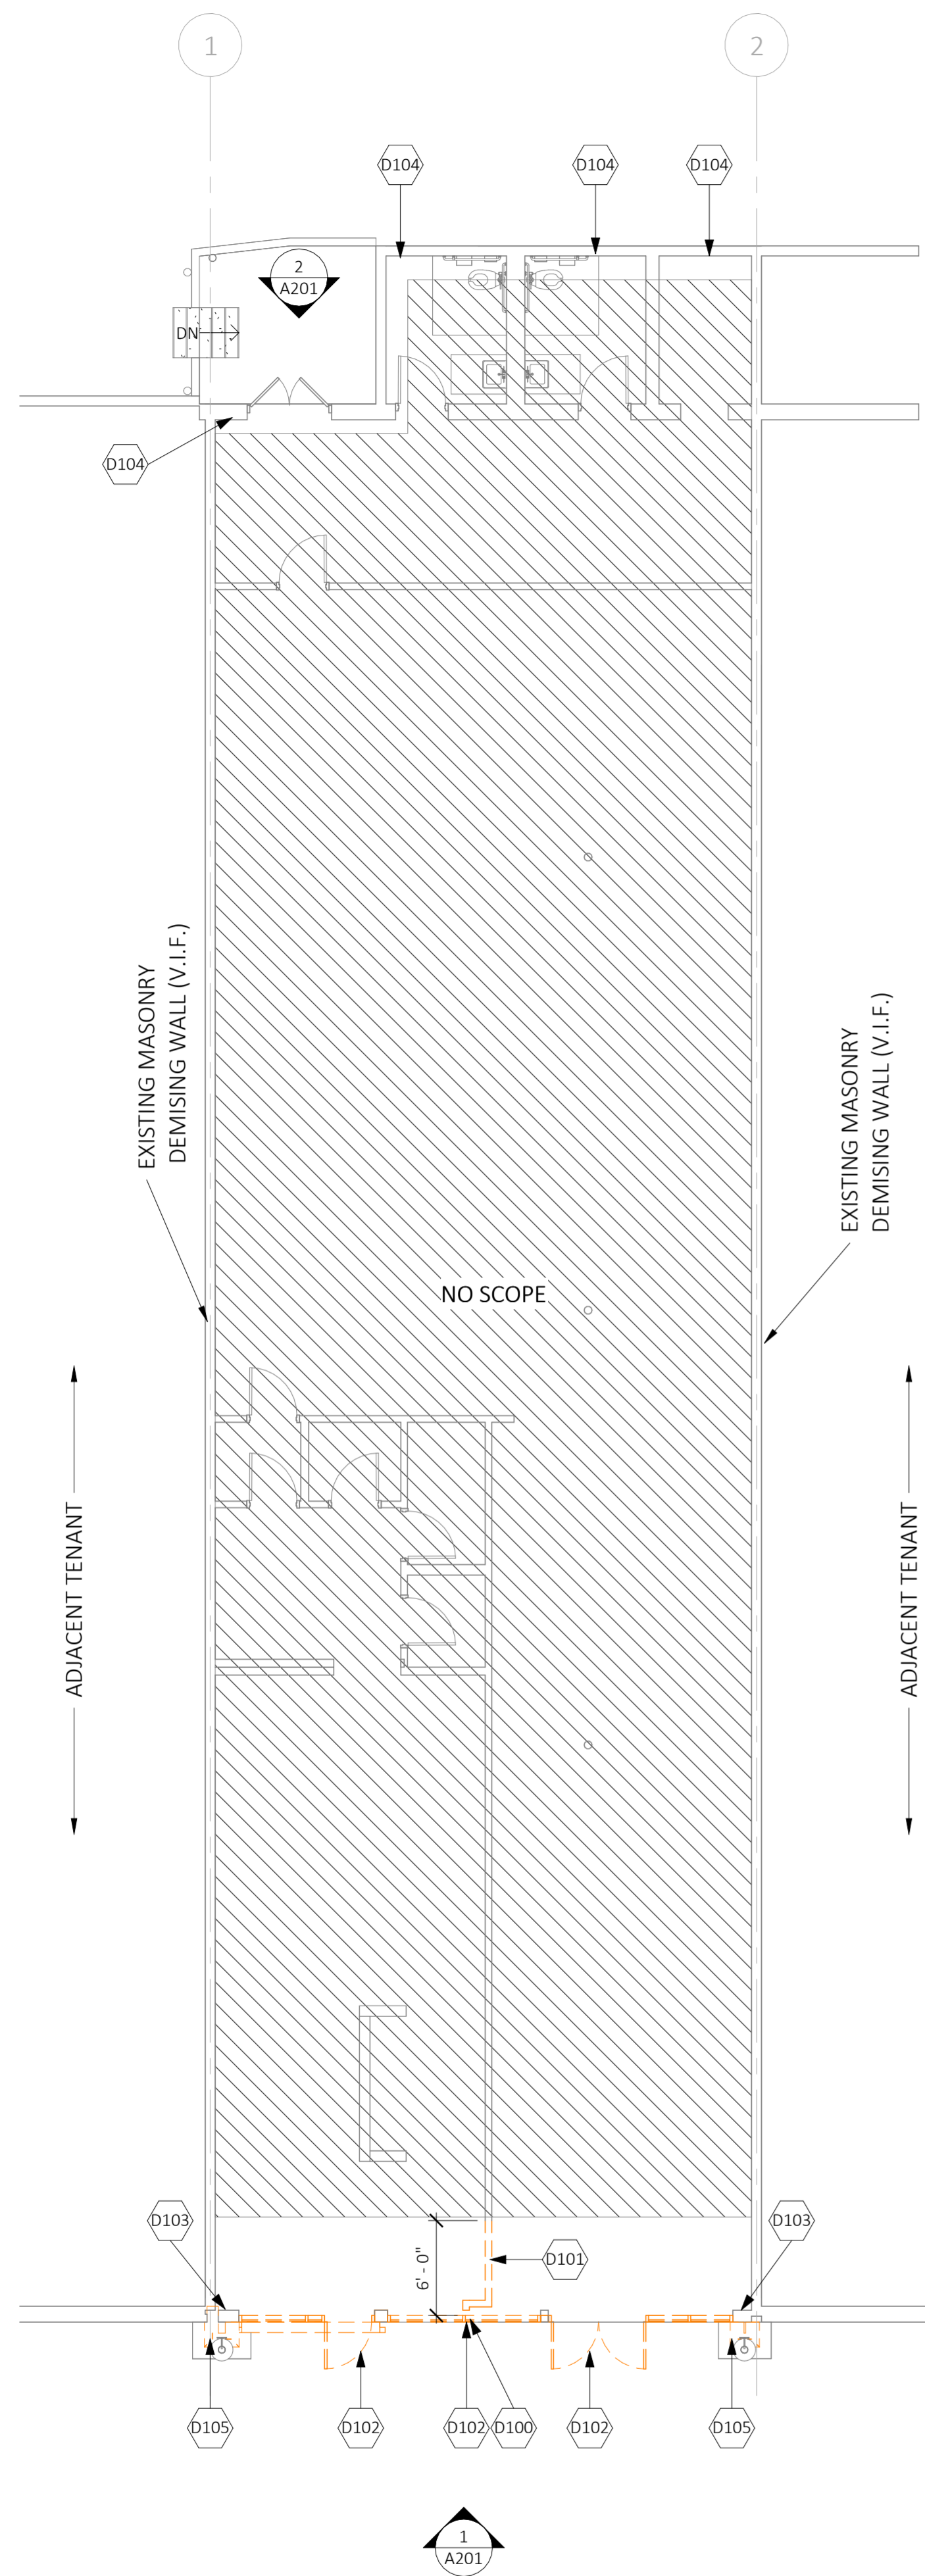 1
2
D104
D104
D104
2
A201
DN
D104
EXISTING MASONRY
DEMISING WALL (V.I.F.)
EXISTING MASONRY
DEMISING WALL (V.I.F.)
NO SCOPE
ADJACENT TENANT
ADJACENT TENANT
D103
D103
6' - 0"
D101
D105
D102
D102
D100
D102
D105
1
A201